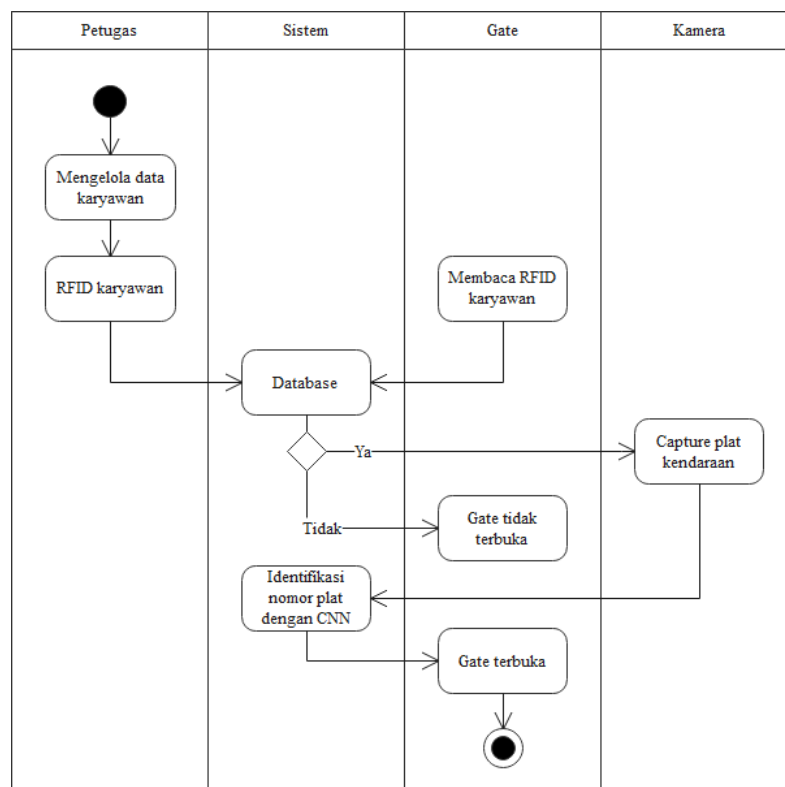 Petugas
Sistem
Gate
Kamera
Mengelola data
karyawan
RFID karyawan
Membaca RFID
karyawan
Database
Ya
Capture plat
kendaraan
Tidak
Gate tidak
terbuka
Identifikasi
nomor plat
dengan CNN
Gate terbuka